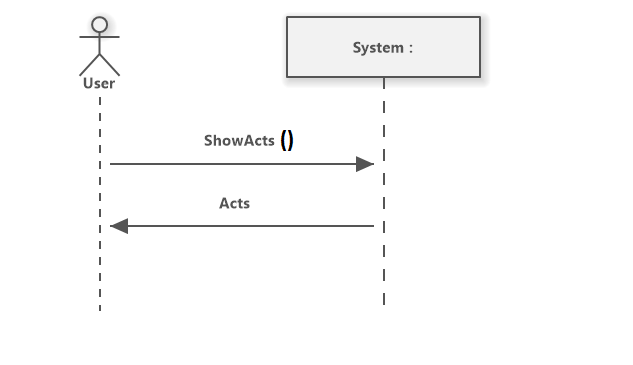 System :
User
ShowActs ()
Acts